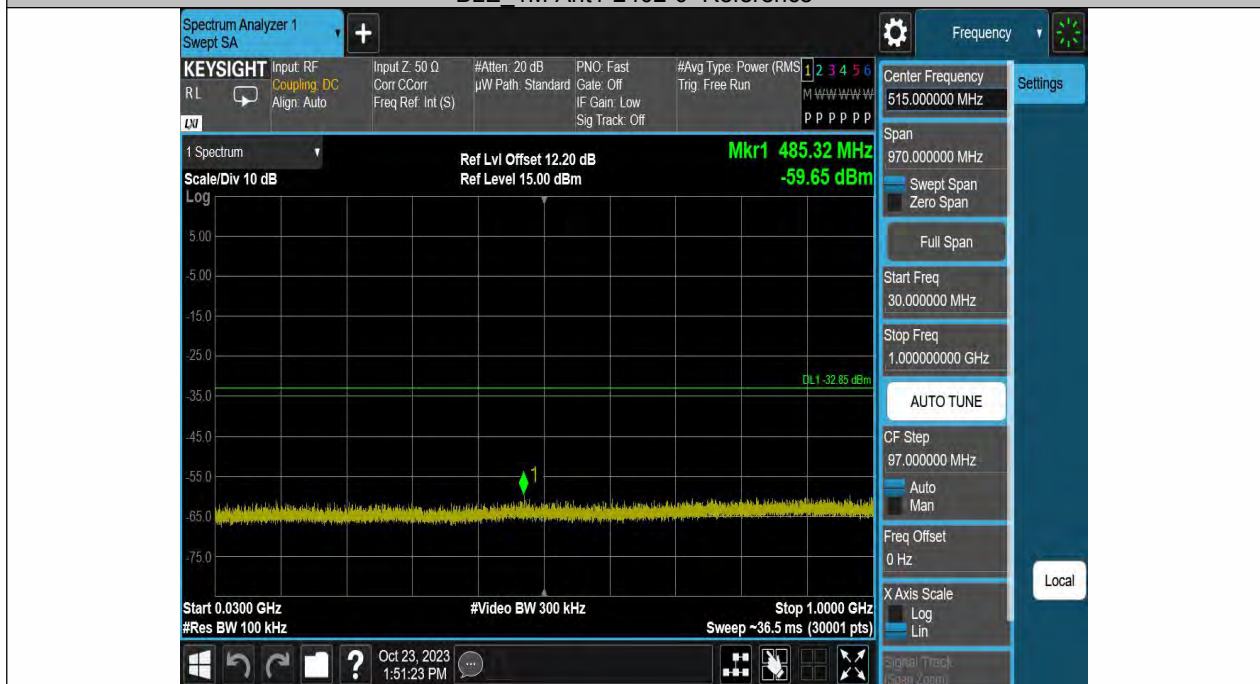 Spectrum Analyzer 1
Swept SA
+
Frequency
KEYSIGHT
RL
LXI
Input: RF
Coupling: DC
Align: Auto
Input Z: 50 Ω
Corr CCorr
Freq Ref: Int (S)
#Atten: 20 dB
µW Path: Standard
PNO: Fast
Gate: Off
IF Gain: Low
Sig Track: Off
#Avg Type: Power (RMS
Trig: Free Run
1 2 3 4 5 6
M W W W W W
P P P P P P
Center Frequency
515.000000 MHz
Settings
1 Spectrum
Scale/Div 10 dB
Log
Ref Lvl Offset 12.20 dB
Ref Level 15.00 dBm
Mkr1 485.32 MHz
-59.65 dBm
Span
970.000000 MHz
Swept Span
Zero Span
Full Span
Start Freq
30.000000 MHz
Stop Freq
1.000000000 GHz
AUTO TUNE
CF Step
97.000000 MHz
Auto
Man
Freq Offset
0 Hz
X Axis Scale
Log
Lin
Signal Track
(Span Zoom)
Local
5.00
-5.00
-15.0
-25.0
DL1 -32.85 dBm
-35.0
-45.0
-55.0
1
-65.0
-75.0
Start 0.0300 GHz
#Video BW 300 kHz
Stop 1.0000 GHz
#Res BW 100 kHz
Sweep ~36.5 ms (30001 pts)
?
Oct 23, 2023
1:51:23 PM